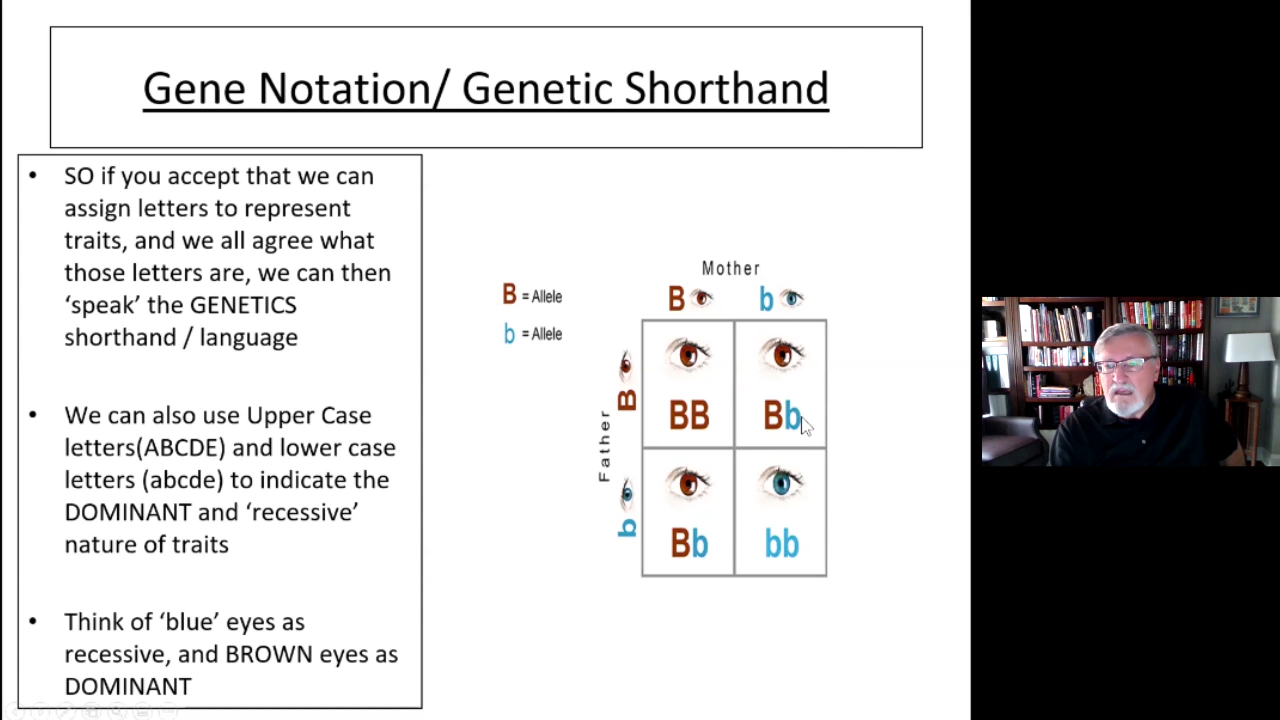 Gene Notation/ Genetic Shorthand
• SO if you accept that we can
assign letters to represent
traits, and we all agree what
those letters are, we can then
‘speak’ the GENETICS
shorthand / language
• We can also use Upper Case
letters(ABCDE) and lower case
letters (abcde) to indicate the
DOMINANT and ‘recessive’
nature of traits
• Think of ‘blue’ eyes as
recessive, and BROWN eyes as
DOMINANT
B = Allele
b = Allele
Mother
B b
Father
B
b
BB Bb
Bb bb